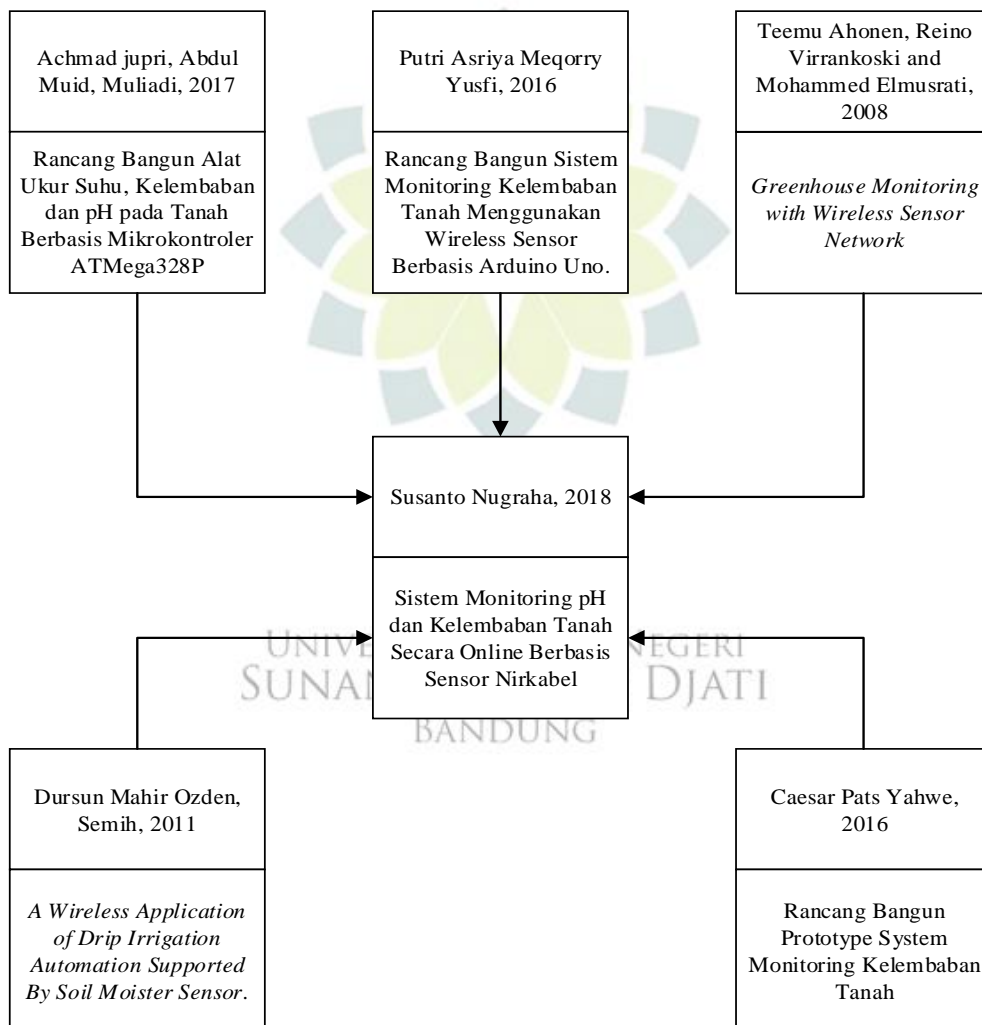 Achmad jupri, Abdul
Muid, Muliadi, 2017
Rancang Bangun Alat
Ukur Suhu, Kelembaban
dan pH pada Tanah
Berbasis Mikrokontroler
ATMega328P
Putri Asriya Meqorry
Yusfi, 2016
Rancang Bangun Sistem
Monitoring Kelembaban
Tanah Menggunakan
Wireless Sensor
Berbasis Arduino Uno.
Teemu Ahonen, Reino
Virrankoski and
Mohammed Elmusrati,
2008
Greenhouse Monitoring
with Wireless Sensor
Network
Susanto Nugraha, 2018
Sistem Monitoring pH
dan Kelembaban Tanah
Secara Online Berbasis
Sensor Nirkabel
SUNAN DJATI
BANDUNG
Dursun Mahir Ozden,
Semih, 2011
A Wireless Application
of Drip Irrigation
Automation Supported
By Soil Moister Sensor.
Caesar Pats Yahwe,
2016
Rancang Bangun
Prototype System
Monitoring Kelembaban
Tanah